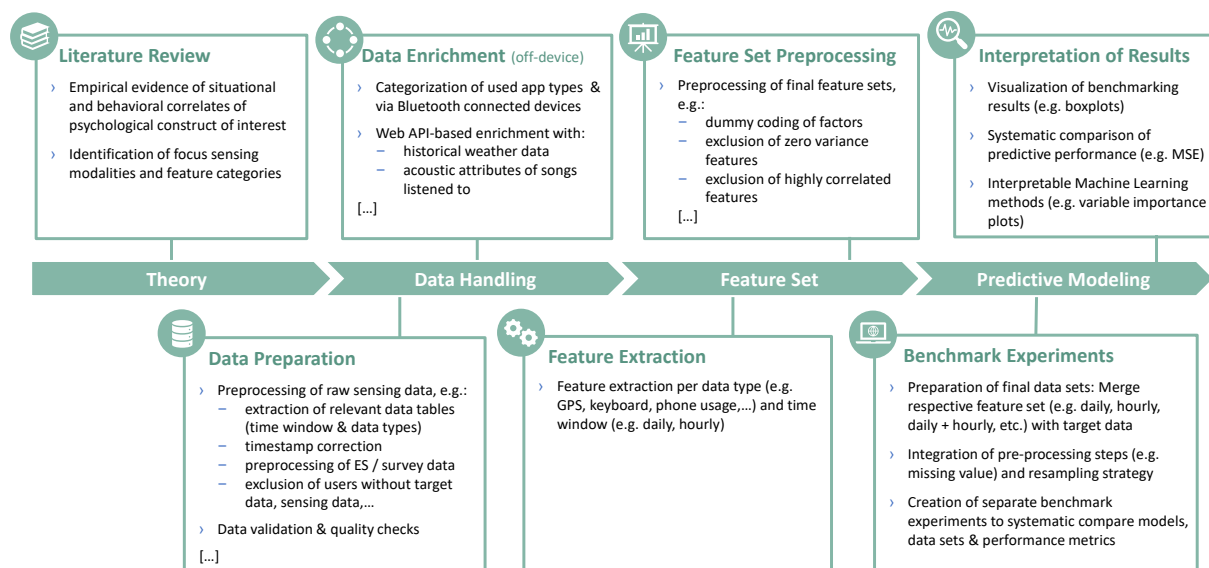 Literature Review
› Empirical evidence of situational
and behavioral correlates of
psychological construct of interest
› Identification of focus sensing
modalities and feature categories
Data Enrichment (off-device)
› Categorization of used app types &
via Bluetooth connected devices
› Web API-based enrichment with:
− historical weather data
− acoustic attributes of songs
listened to
[…]
Feature Set Preprocessing
› Preprocessing of final feature sets,
e.g.:
− dummy coding of factors
− exclusion of zero variance
features
− exclusion of highly correlated
features
[…]
Interpretation of Results
› Visualization of benchmarking
results (e.g. boxplots)
› Systematic comparison of
predictive performance (e.g. MSE)
› Interpretable Machine Learning
methods (e.g. variable importance
plots)
Theory
Data Handling
Feature Set
Predictive Modeling
Data Preparation
› Preprocessing of raw sensing data, e.g.:
− extraction of relevant data tables
(time window & data types)
− timestamp correction
− preprocessing of ES / survey data
− exclusion of users without target
data, sensing data,…
› Data validation & quality checks
[…]
Feature Extraction
› Feature extraction per data type (e.g.
GPS, keyboard, phone usage,…) and time
window (e.g. daily, hourly)
Benchmark Experiments
› Preparation of final data sets: Merge
respective feature set (e.g. daily, hourly,
daily + hourly, etc.) with target data
› Integration of pre-processing steps (e.g.
missing value) and resampling strategy
› Creation of separate benchmark
experiments to systematic compare models,
data sets & performance metrics